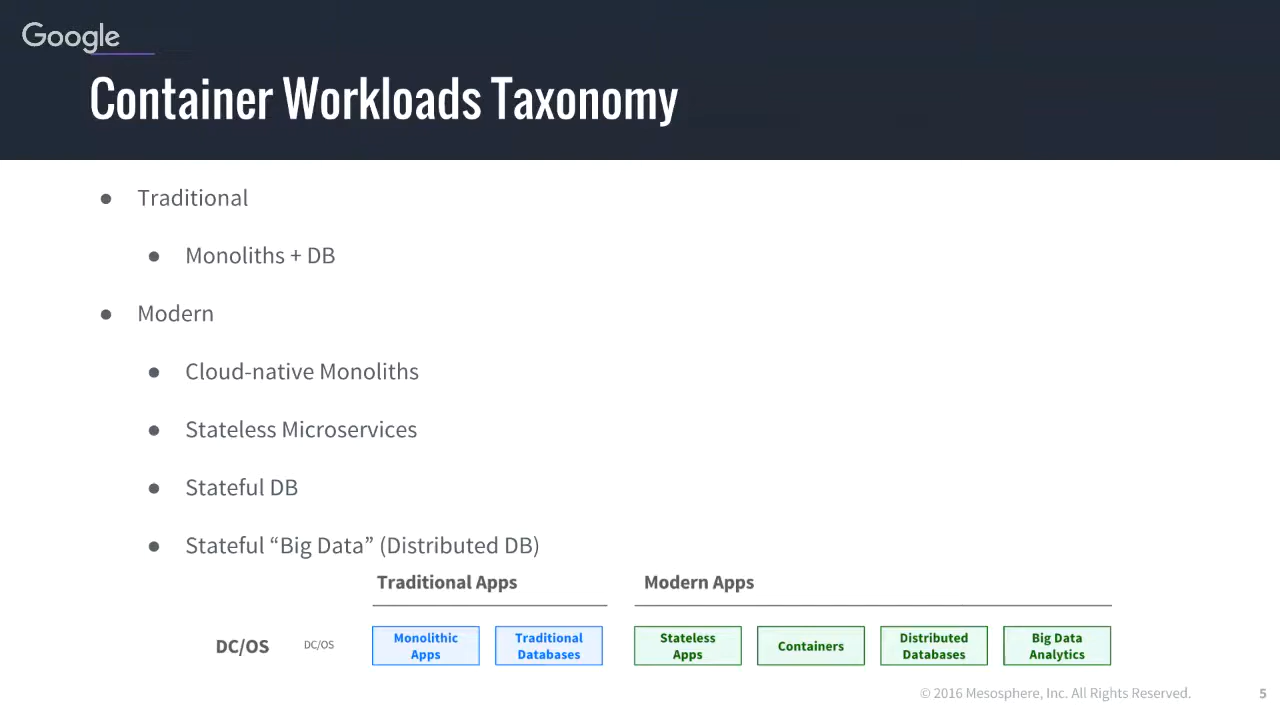 Google
Container Workloads Taxonomy
● Traditional
● Monoliths + DB
● Modern
● Cloud-native Monoliths
● Stateless Microservices
● Stateful DB
● Stateful “Big Data” (Distributed DB)
Traditional Apps
Modern Apps
DC/OS
DC/OS
Monolithic
Apps
Traditional
Databases
Stateless
Apps
Containers
Distributed
Databases
Big Data
Analytics
© 2016 Mesosphere, Inc. All Rights Reserved.
5